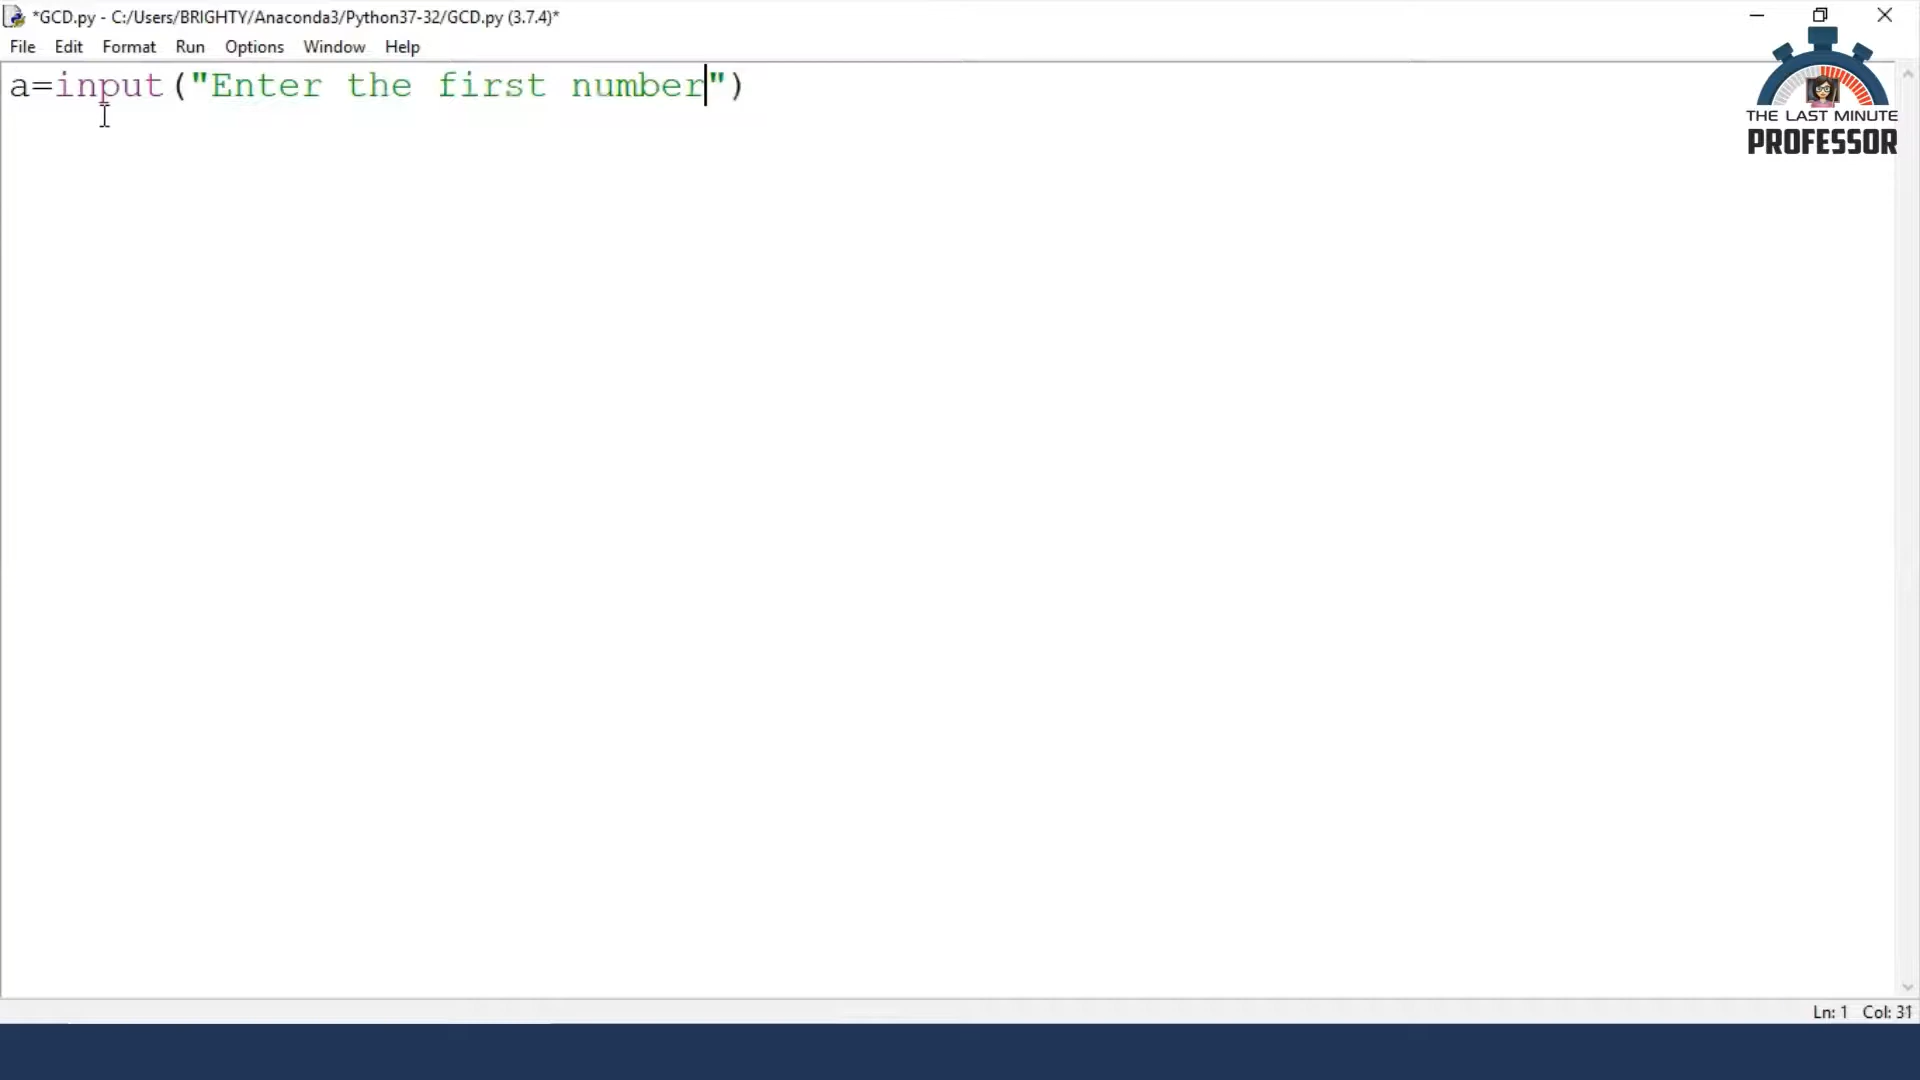 *GCD.py - C:/Users/BRIGHTY/Anaconda3/Python37-32/GCD.py (3.7.4)*
File Edit Format Run Options Window Help
a=input("Enter the first number")
THE LAST MINUTE
PROFESSOR
Ln: 1 Col: 31